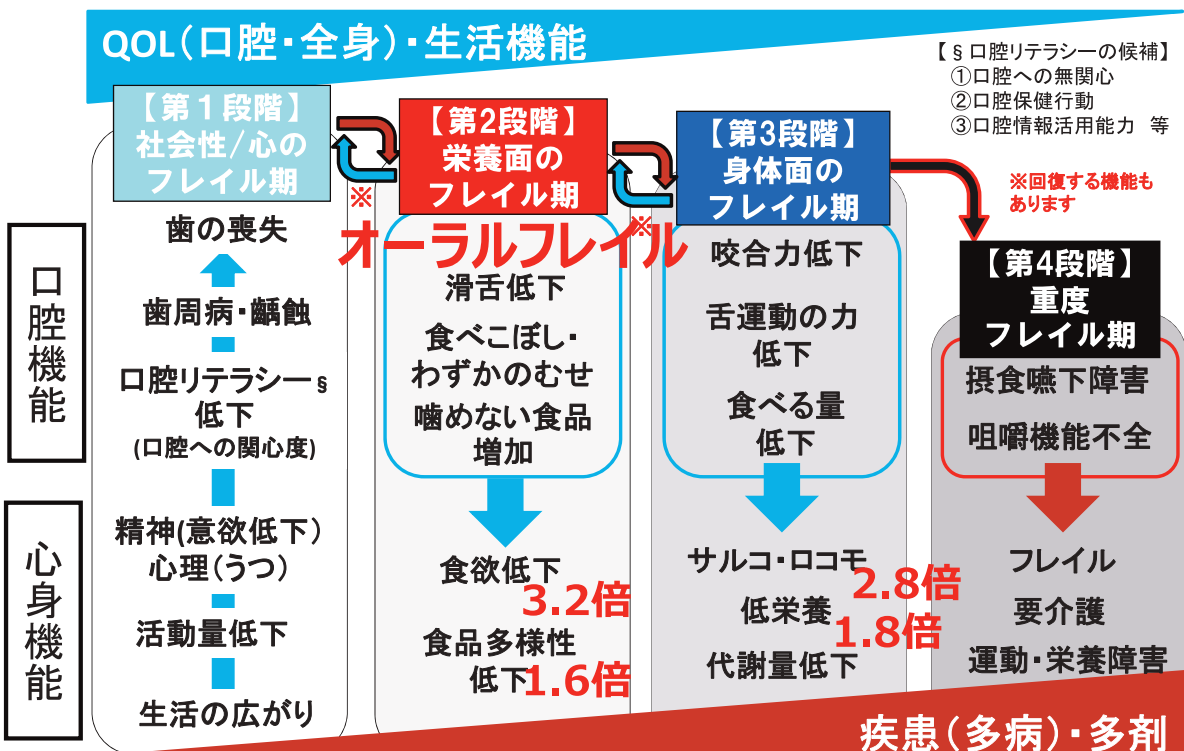 QOL(口腔・全身)・生活機能
【§口腔リテラシーの候補】
①口腔への無関心
②口腔保健行動
③口腔情報活用能力 等
【第1段階】
社会性/心の
フレイル期
【第2段階】
栄養面の
フレイル期
【第3段階】
身体面の
フレイル期
※回復する機能も
あります
【第4段階】
重度
フレイル期
※
※
オーラルフレイル
口腔機能
歯の喪失
歯周病・齲蝕
口腔リテラシー§
低下
(口腔への関心度)
滑舌低下
食べこぼし・
わずかのむせ
噛めない食品
増加
咬合力低下
舌運動の力
低下
食べる量
低下
摂食嚥下障害
咀嚼機能不全
心身機能
精神(意欲低下)
心理(うつ)
活動量低下
生活の広がり
食欲低下
3.2倍
食品多様性
低下
1.6倍
サルコ・ロコモ
2.8倍
低栄養
1.8倍
代謝量低下
フレイル
要介護
運動・栄養障害
疾患(多病)・多剤